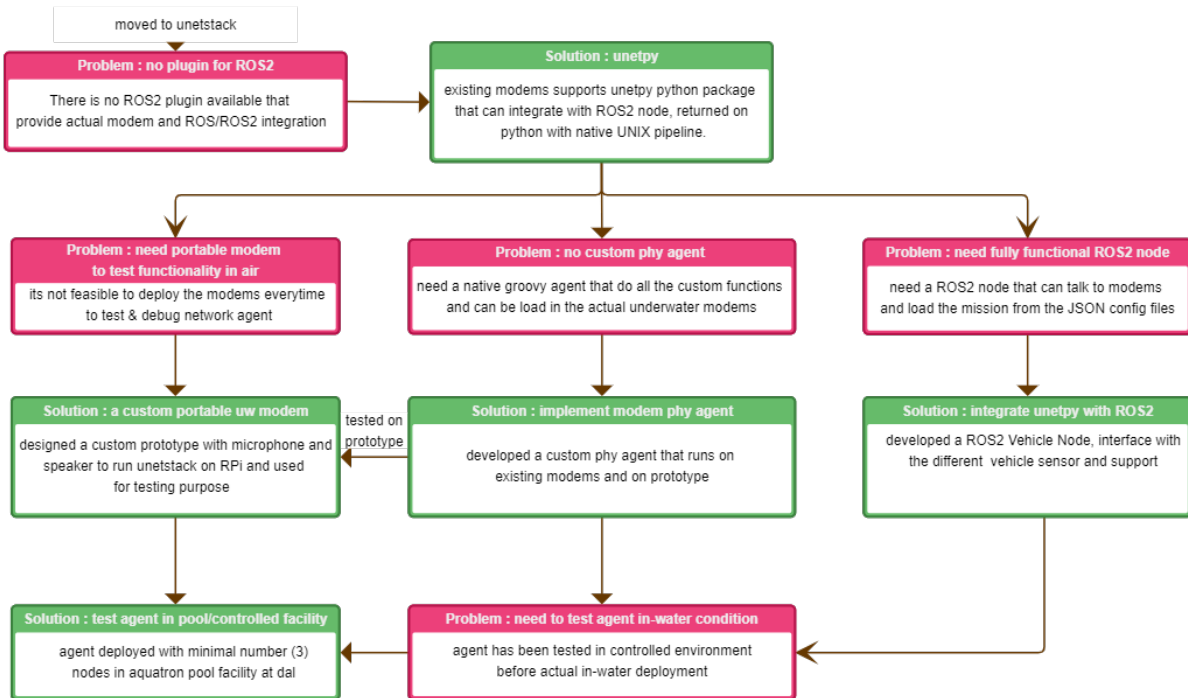 moved to unetstack
Problem : no plugin for ROS2
There is no ROS2 plugin available that
provide actual modem and ROS/ROS2 integration
Solution : unetpy
existing modems supports unetpy python package
that can integrate with ROS2 node, returned on
python with native UNIX pipeline.
Problem : need portable modem
to test functionality in air
its not feasible to deploy the modems everytime
to test & debug network agent
Problem : no custom phy agent
need a native groovy agent that do all the custom functions
and can be load in the actual underwater modems
Problem : need fully functional ROS2 node
need a ROS2 node that can talk to modems
and load the mission from the JSON config files
Solution : a custom portable uw modem
designed a custom prototype with microphone and
speaker to run unetstack on RPi and used
for testing purpose
tested on
prototype
Solution : implement modem phy agent
developed a custom phy agent that runs on
existing modems and on prototype
Solution : integrate unetpy with ROS2
developed a ROS2 Vehicle Node, interface with
the different vehicle sensor and support
Solution : test agent in pool/controlled facility
agent deployed with minimal number (3)
nodes in aquatron pool facility at dal
Problem : need to test agent in-water condition
agent has been tested in controlled environment
before actual in-water deployment